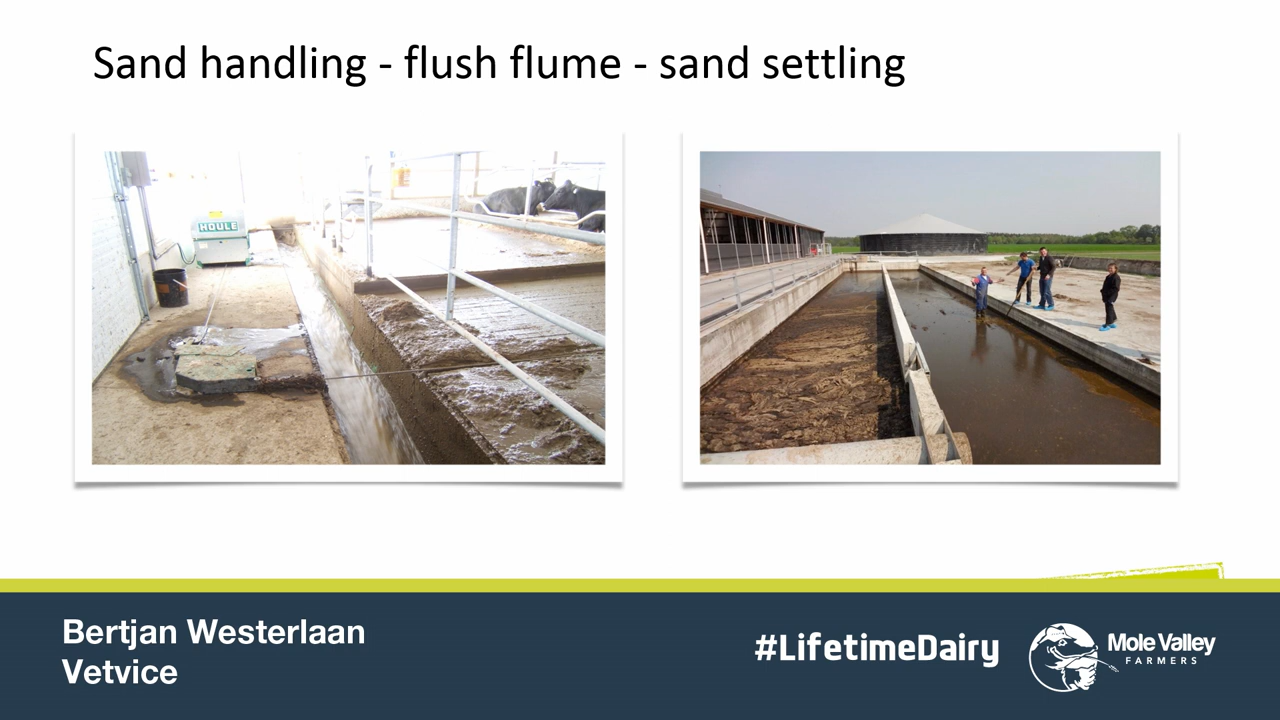 Sand handling - flush flume - sand settling
HOULE
Bertjan Westerlaan
Vetvice
#LifetimeDairy
Mole Valley
FARMERS